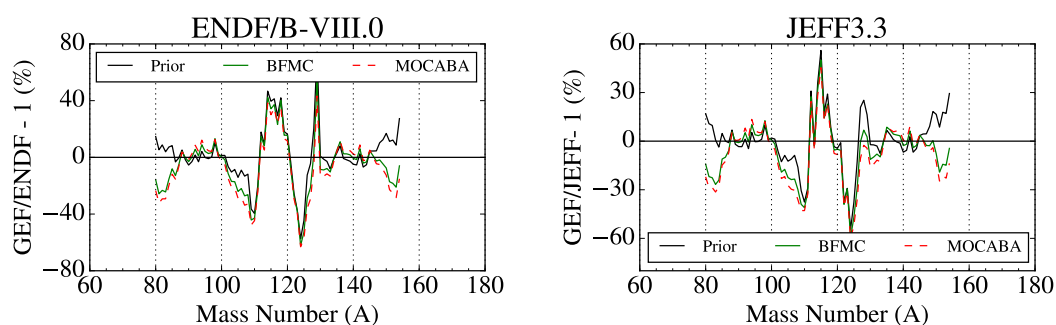 ENDF/B-VIII.0
GEF/ENDF - 1 (%)
80
40
0
−40
−80
Prior BFMC MOCABA
60 80 100 120 140 160 180
Mass Number (A)
JEFF3.3
GEF/JEFF - 1 (%)
60
30
0
−30
−60
Prior BFMC MOCABA
60 80 100 120 140 160 180
Mass Number (A)